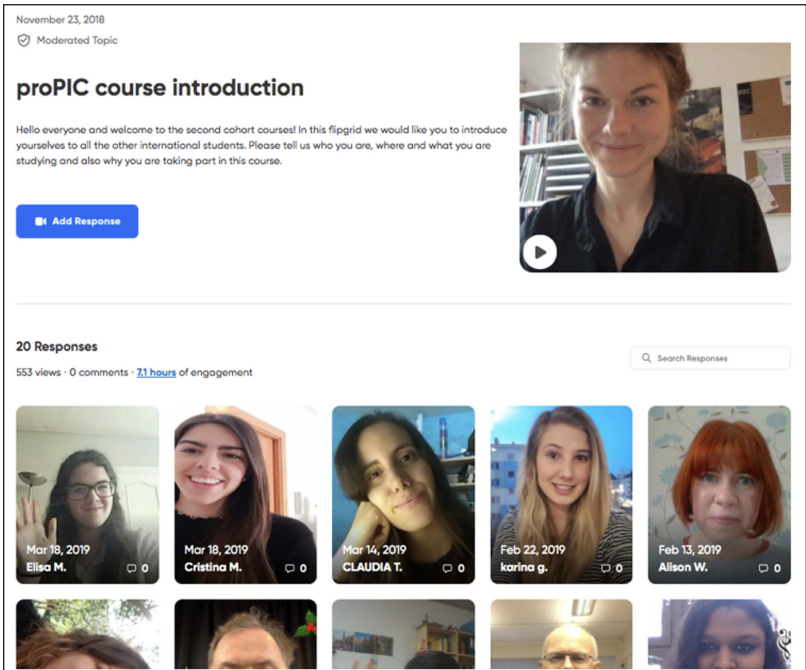 November 23, 2018
Moderated Topic
proPIC course introduction
Hello everyone and welcome to the second cohort courses! In this flipgrid we would like you to introduce
yourselves to all the other international students. Please tell us who you are, where and what you are
studying and also why you are taking part in this course.
Add Response
20 Responses
Search Responses
553 views · 0 comments · 7.1 hours of engagement
Mar 18, 2019
Elisa M. 0
Mar 18, 2019
Cristina M. 0
Mar 14, 2019
CLAUDIA T. 0
Feb 22, 2019
karina g. 0
Feb 13, 2019
Alison W. 0